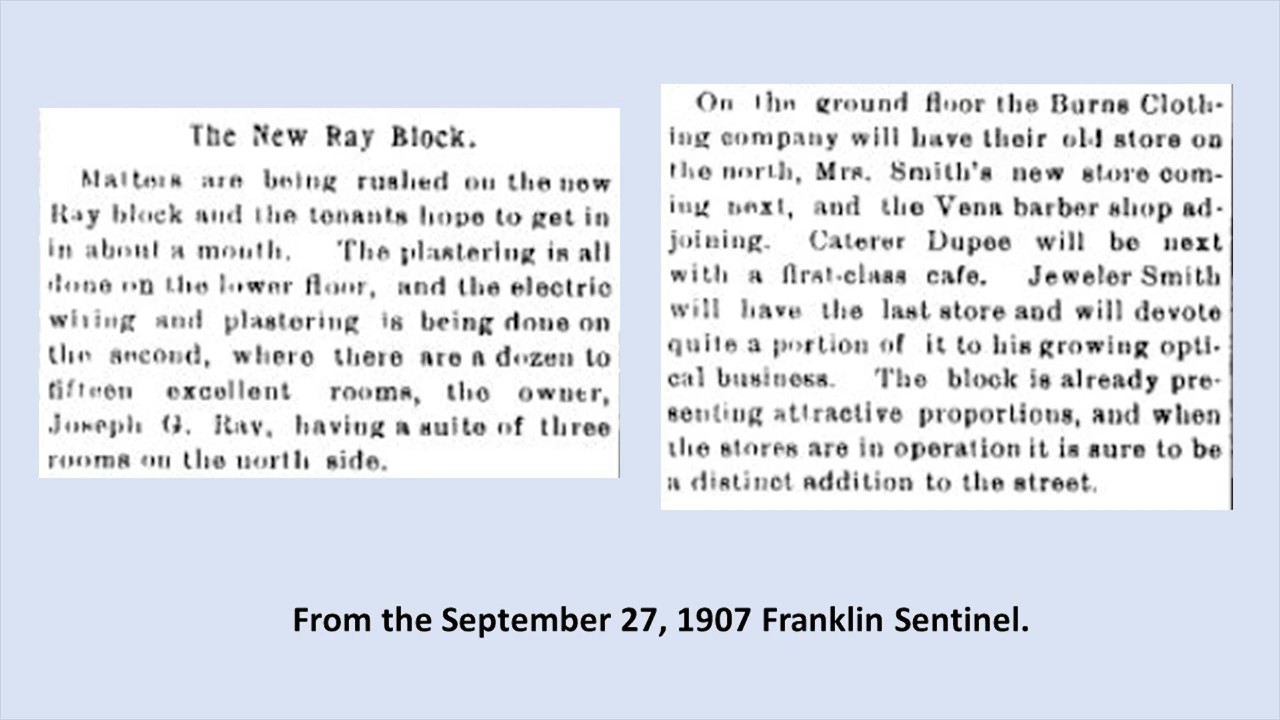 The New Ray Block.
Matters are being rushed on the new
Ray block and the tenants hope to get in
in about a month. The plastering is all
done on the lower floor, and the electric
wiring and plastering is being done on
the second, where there are a dozen to
fifteen excellent rooms, the owner,
Joseph G. Ray, having a suite of three
rooms on the north side.
On the ground floor the Burns Cloth-
ing company will have their old store on
the north, Mrs. Smith's new store com-
ing next, and the Vena barber shop ad-
joining. Caterer Dupee will be next
with a first-class cafe. Jeweler Smith
will have the last store and will devote
quite a portion of it to his growing opti-
cal business. The block is already pre-
senting attractive proportions, and when
the stores are in operation it is sure to be
a distinct addition to the street.
From the September 27, 1907 Franklin Sentinel.